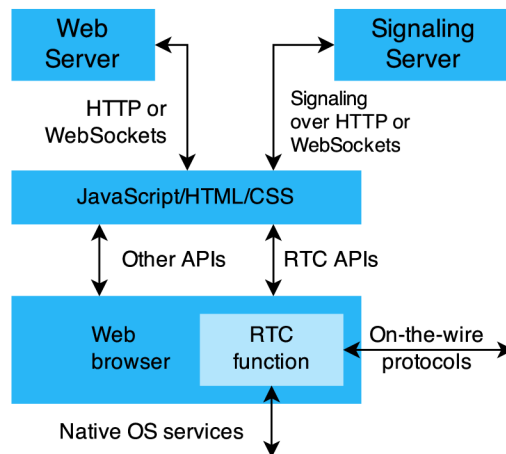 Web
Server
Signaling
Server
HTTP or
WebSockets
Signaling
over HTTP or
WebSockets
JavaScript/HTML/CSS
Other APIs
RTC APIs
Web
browser
RTC
function
On-the-wire
protocols
Native OS services